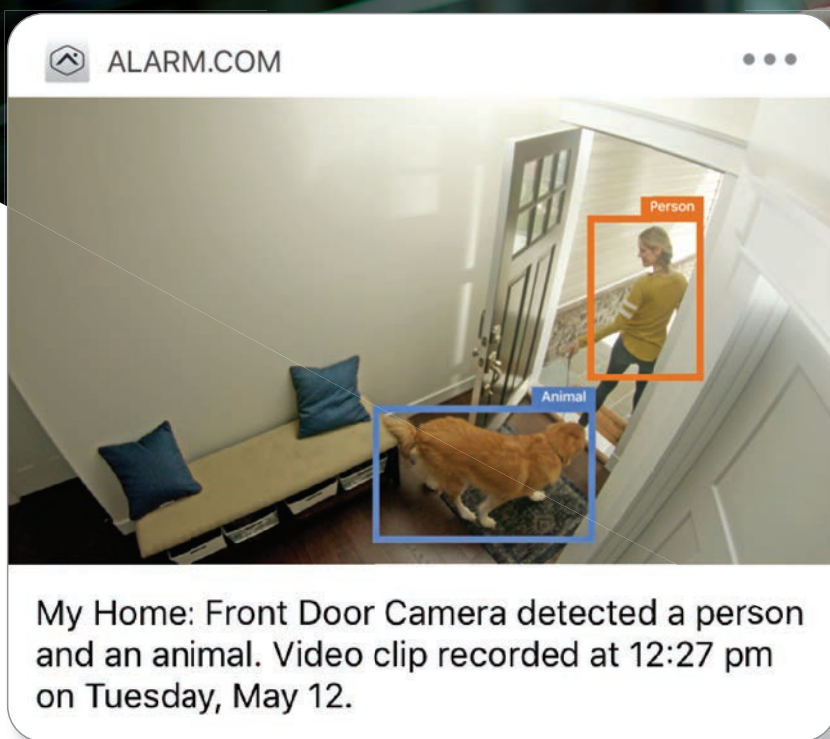 ALARM.COM
Person
Animal
My Home: Front Door Camera detected a person
and an animal. Video clip recorded at 12:27 pm
on Tuesday, May 12.